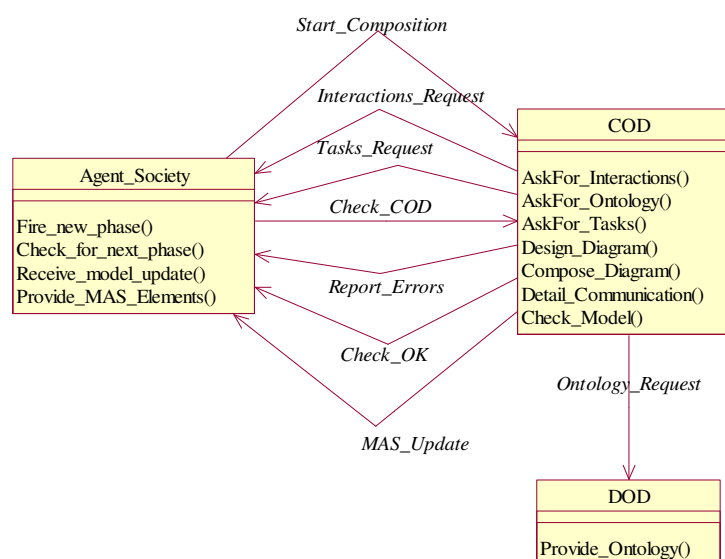 Start_Composition
Interactions_Request
Tasks_Request
Check_COD
Report_Errors
Check_OK
MAS_Update
Agent_Society
Fire_new_phase()
Check_for_next_phase()
Receive_model_update()
Provide_MAS_Elements()
COD
AskFor_Interactions()
AskFor_Ontology()
AskFor_Tasks()
Design_Diagram()
Compose_Diagram()
Detail_Communication()
Check_Model()
Ontology_Request
DOD
Provide_Ontology()